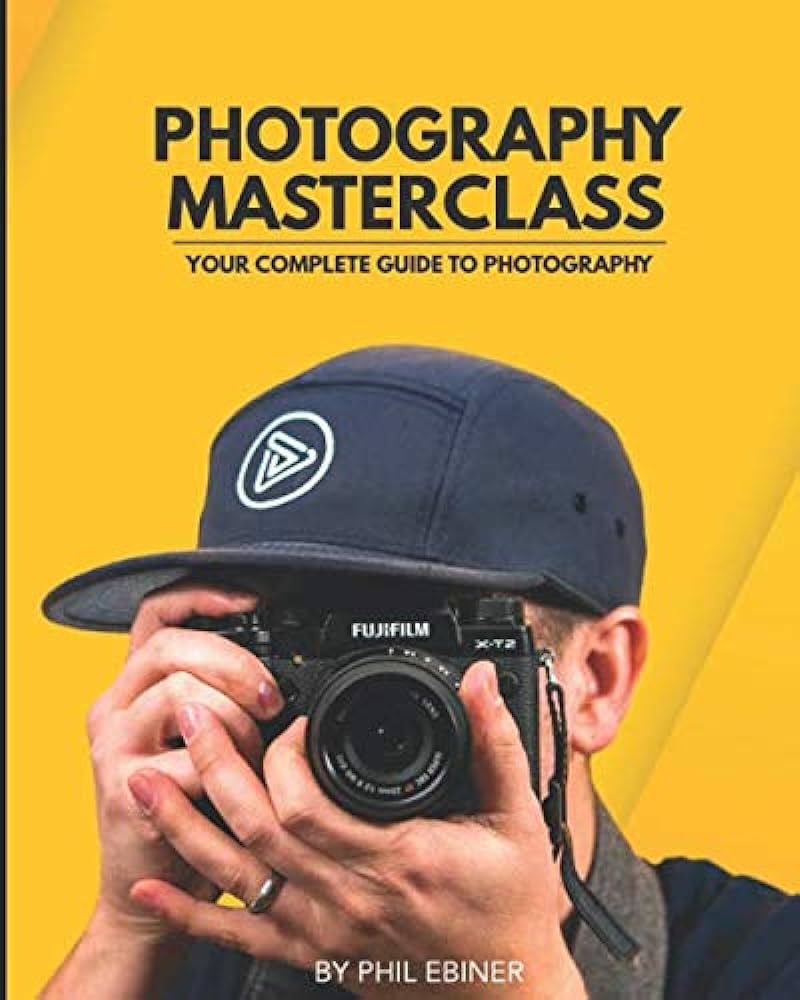 PHOTOGRAPHY
MASTERCLASS
YOUR COMPLETE GUIDE TO PHOTOGRAPHY
FUJIFILM
X-T2
BY PHIL EBINER